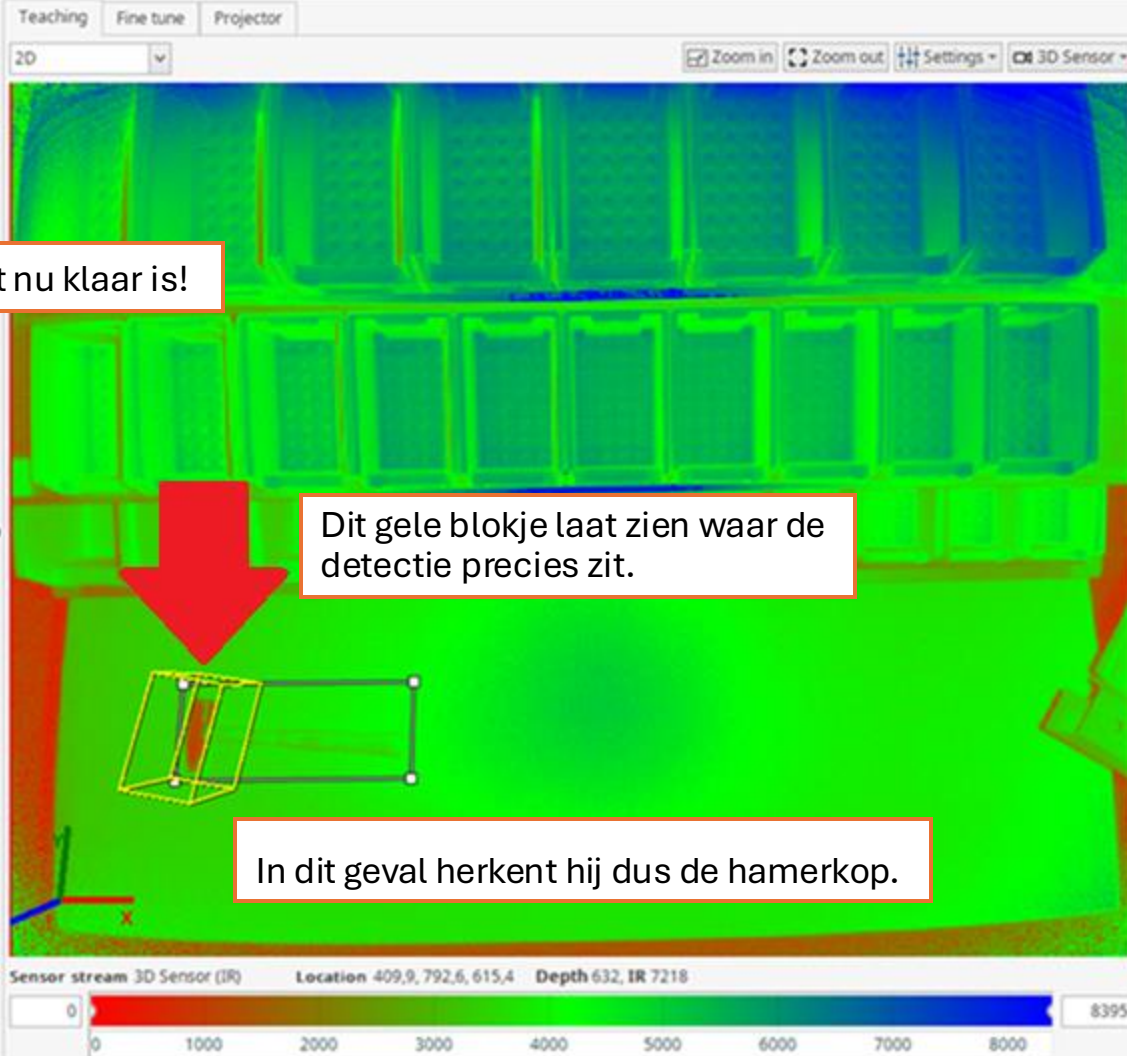 Teaching Fine tune Projector
2D Zoom in Zoom out Settings 3D Sensor
t nu klaar is!
Dit gele blokje laat zien waar de
detectie precies zit.
In dit geval herkent hij dus de hamerkop.
Y
X
Sensor stream 3D Sensor (IR) Location 409,9, 792,6, 615,4 Depth 632, IR 7218
0 8395
0 1000 2000 3000 4000 5000 6000 7000 8000